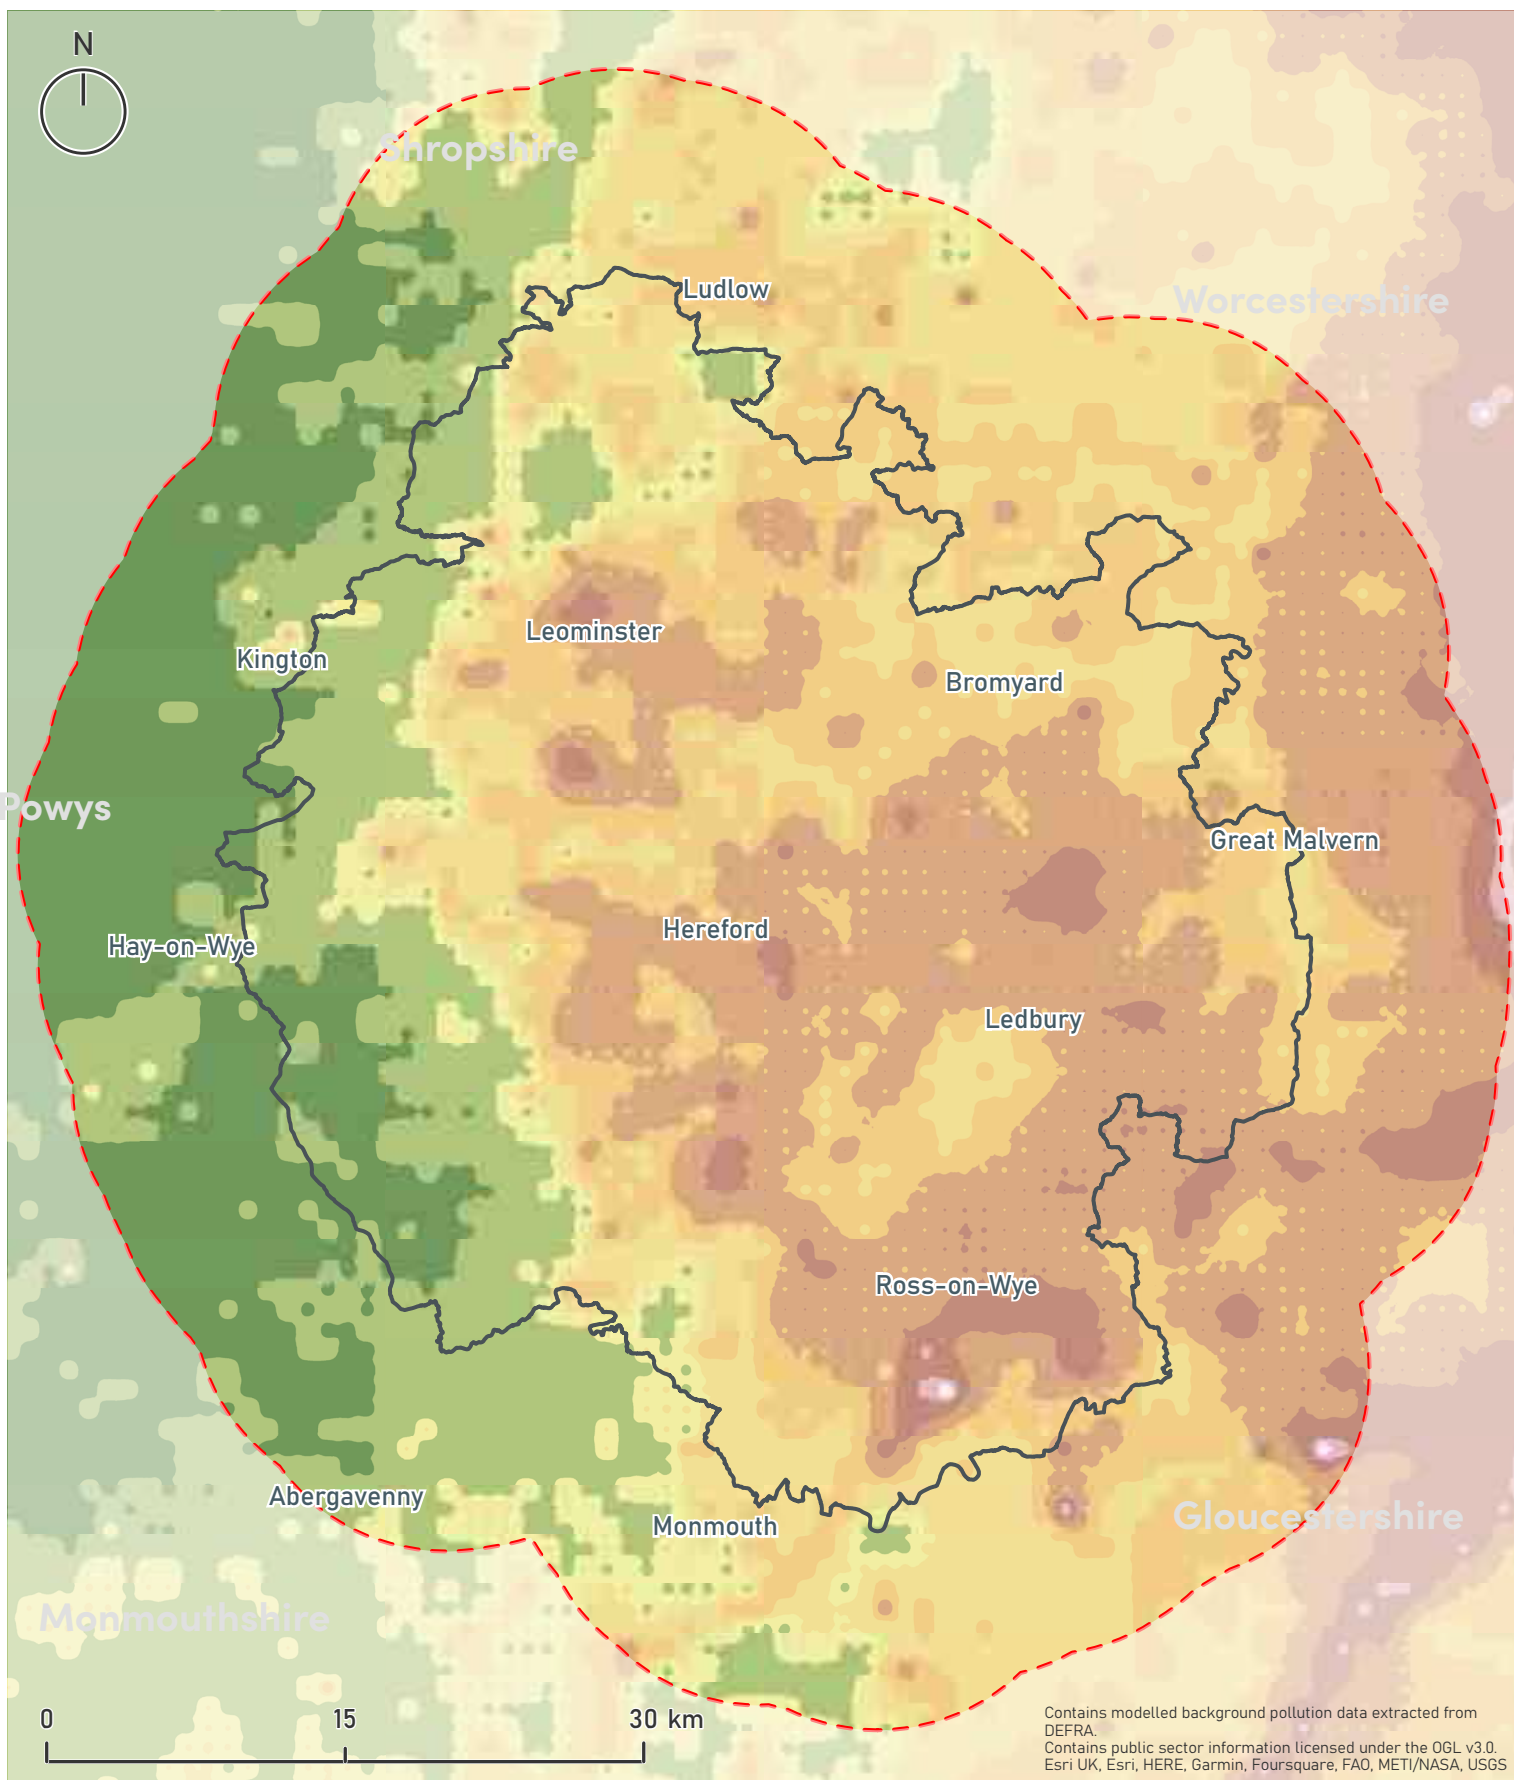 N
Shropshire
Ludlow
Worcestershire
Leominster
Kington
Bromyard
Powys
Great Malvern
Hereford
Hay-on-Wye
Ledbury
Ross-on-Wye
Abergavenny
Monmouth
Gloucestershire
Monmouthshire
0 15 30 km
Contains modelled background pollution data extracted from
DEFRA.
Contains public sector information licensed under the OGL v3.0.
Esri UK, Esri, HERE, Garmin, Foursquare, FAO, METI/NASA, USGS